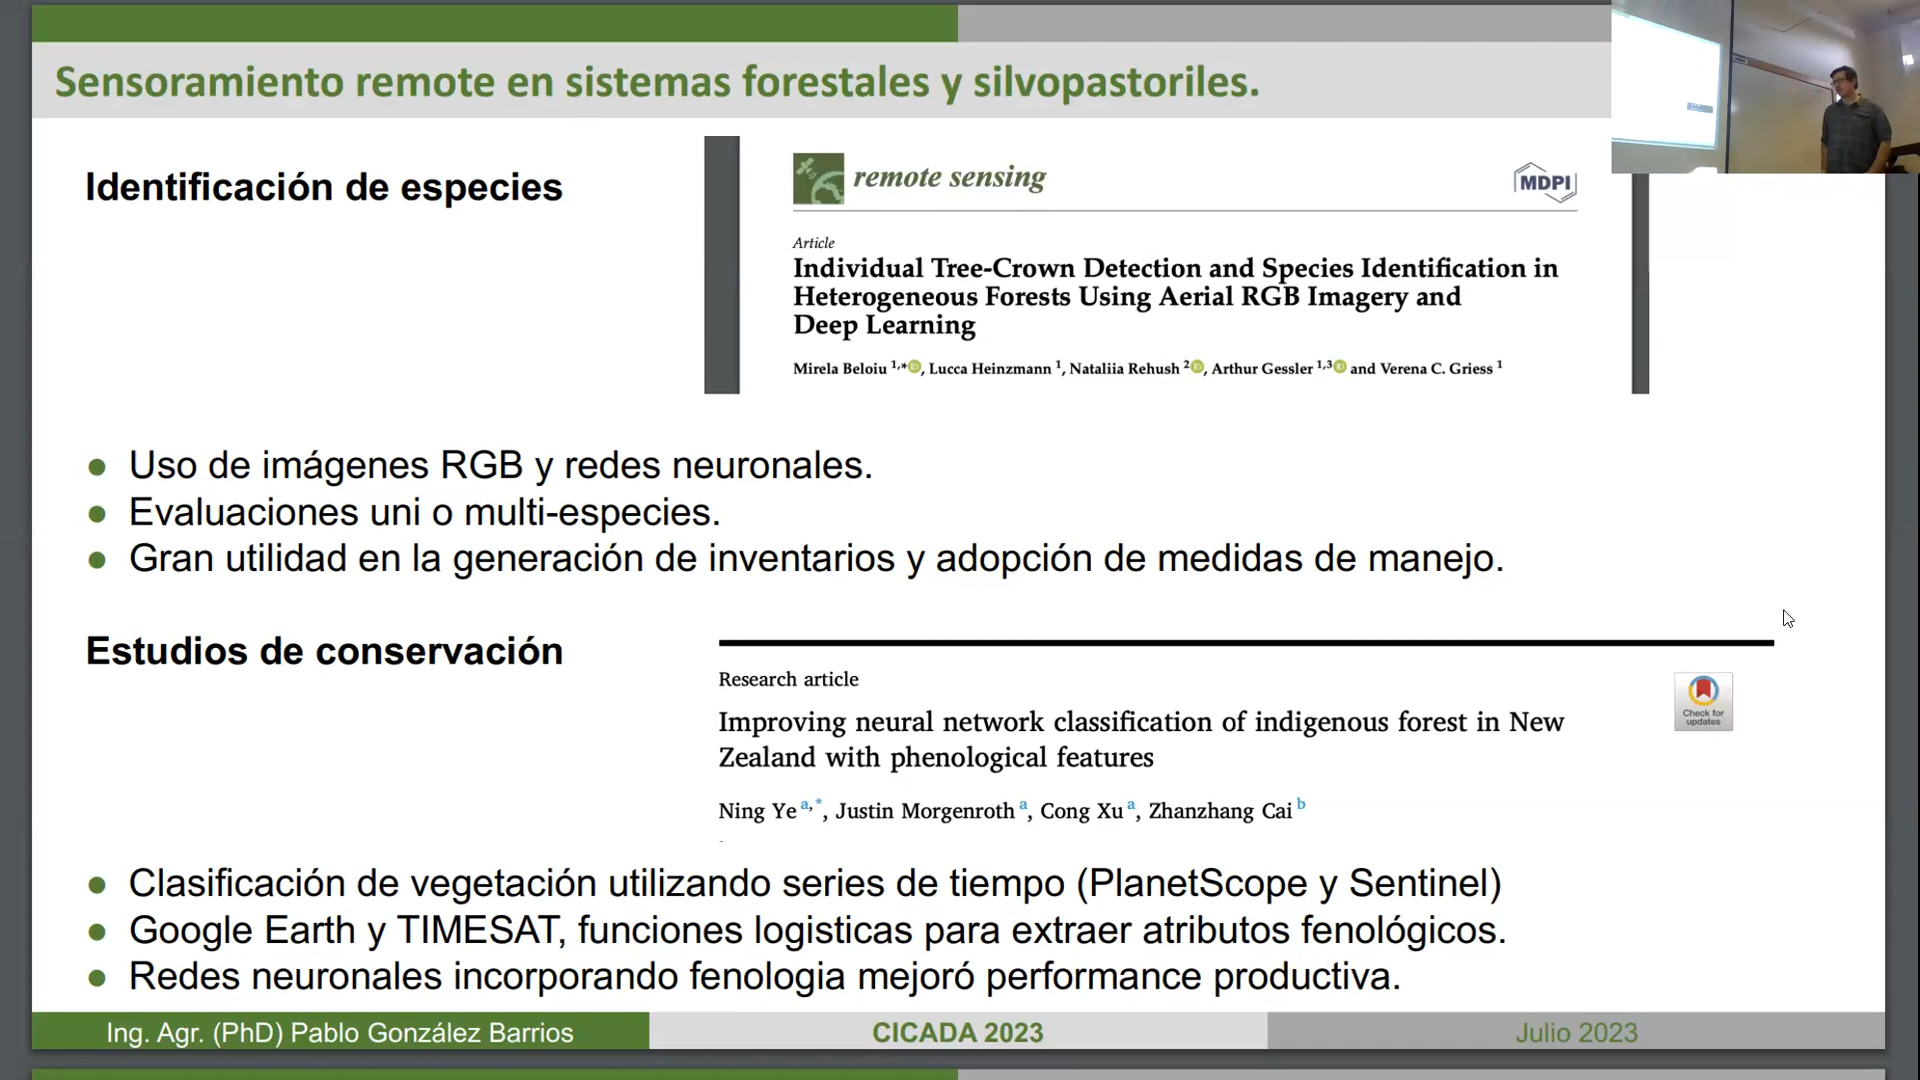 Sensoramiento remote en sistemas forestales y silvopastoriles.
Identificación de especies
remote sensing
MDPI
Article
Individual Tree-Crown Detection and Species Identification in
Heterogeneous Forests Using Aerial RGB Imagery and
Deep Learning
Mirela Beloiu 1,*, Lucca Heinzmann 1, Nataliia Rehush 2, Arthur Gessler 1,3 and Verena C. Griess 1
Uso de imágenes RGB y redes neuronales.
Evaluaciones uni o multi-especies.
Gran utilidad en la generación de inventarios y adopción de medidas de manejo.
Estudios de conservación
Research article
Check for
updates
Improving neural network classification of indigenous forest in New
Zealand with phenological features
Ning Ye a,*, Justin Morgenroth a, Cong Xu a, Zhanzhang Cai b
Clasificación de vegetación utilizando series de tiempo (PlanetScope y Sentinel)
Google Earth y TIMESAT, funciones logisticas para extraer atributos fenológicos.
Redes neuronales incorporando fenologia mejoró performance productiva.
Ing. Agr. (PhD) Pablo González Barrios
CICADA 2023
Julio 2023